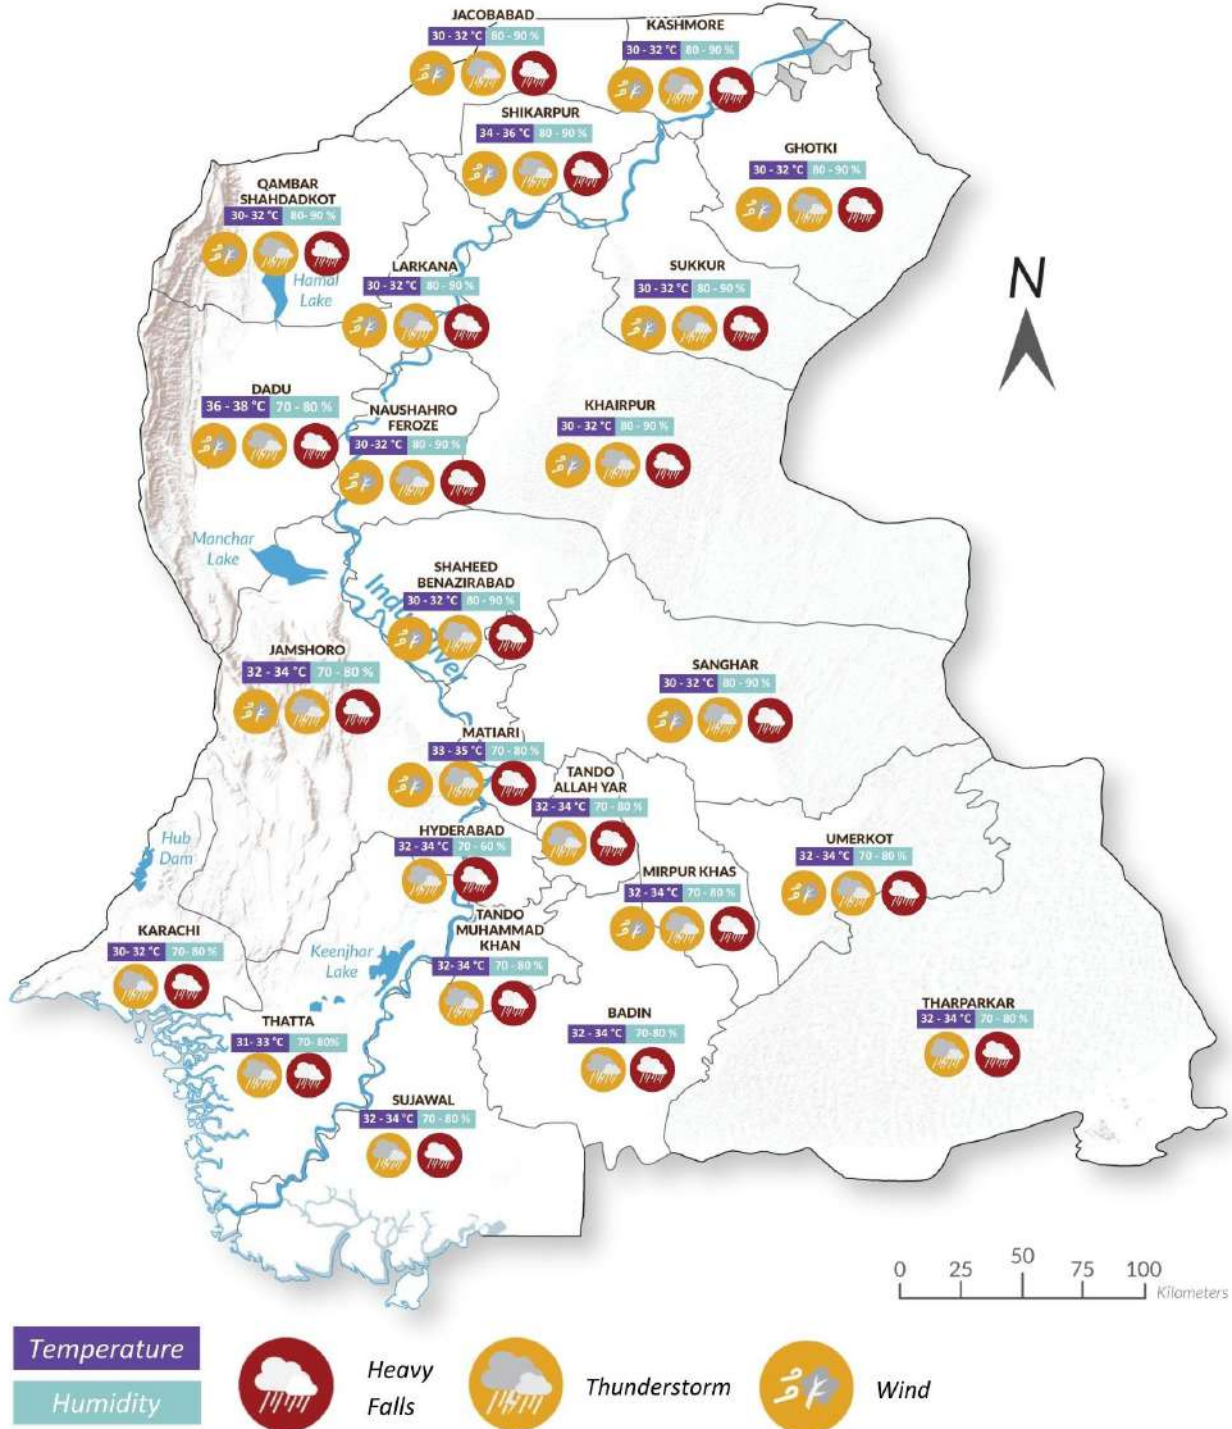 JACOBABAD
30 - 32 °C 80 - 90 %
KASHMORE
30 - 32 °C 80 - 90 %
SHIKARPUR
34 - 36 °C 80 - 90 %
GHOTKI
30 - 32 °C 80 - 90 %
QAMBAR
SHAHDADKOT
30- 32 °C 80- 90 %
Hamal
Lake
LARKANA
30 - 32 °C 80 - 90 %
SUKKUR
30 - 32 °C 80 - 90 %
N
DADU
36 - 38 °C 70 - 80 %
NAUSHAHRO
FEROZE
30 -32 °C 80 - 90 %
KHAIRPUR
30 - 32 °C 80 - 90 %
Manchar
Lake
SHAHEED
BENAZIRABAD
30 - 32 °C 80 - 90 %
Indus River
JAMSHORO
32 - 34 °C 70 - 80 %
SANGHAR
30 - 32 °C 80 - 90 %
MATIARI
33 - 35 °C 70 - 80 %
TANDO
ALLAH YAR
32 - 34 °C 70 - 80 %
HYDERABAD
32 - 34 °C 70 - 60 %
UMERKOT
32 - 34 °C 70 - 80 %
Hub
Dam
MIRPUR KHAS
32 - 34 °C 70 - 80 %
KARACHI
30- 32 °C 70- 80 %
Keenjhar
Lake
TANDO
MUHAMMAD
KHAN
32- 34 °C 70 - 80 %
THATTA
31- 33 °C 70- 80%
BADIN
32 - 34 °C 70-80 %
THARPARKAR
32 - 34 °C 70 - 80 %
SUJAWAL
32 - 34 °C 70 - 80 %
0 25 50 75 100
Kilometers
Temperature
Humidity
Heavy
Falls
Thunderstorm
Wind